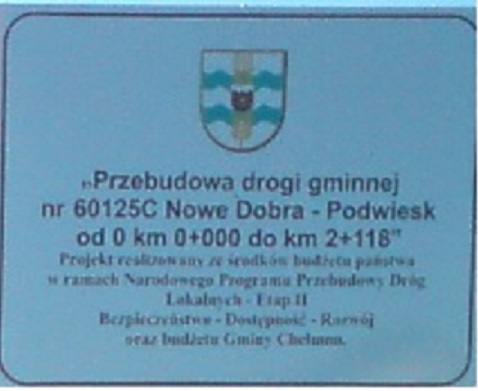 „Przebudowa drogi gminnej
nr 60125C Nowe Dobra - Podwiesk
od 0 km 0+000 do km 2+118”
Projekt realizowany ze środków budżetu państwa
w ramach Narodowego Programu Przebudowy Dróg
Lokalnych - Etap II
Bezpieczeństwo - Dostępność - Rozwój
oraz budżetu Gminy Chełmno.